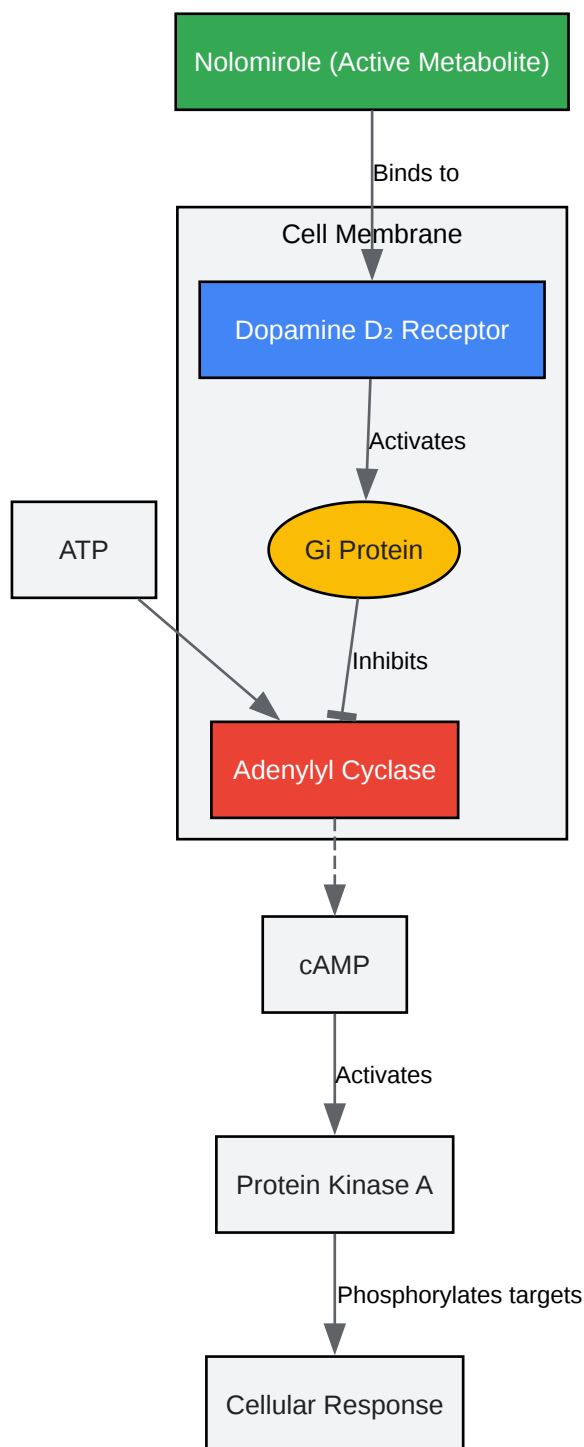 Nolomirole (Active Metabolite)
Binds to
Cell Membrane
Dopamine D₂ Receptor
Activates
ATP
Gi Protein
Inhibits
Adenylyl Cyclase
cAMP
Activates
Protein Kinase A
Phosphorylates targets
Cellular Response